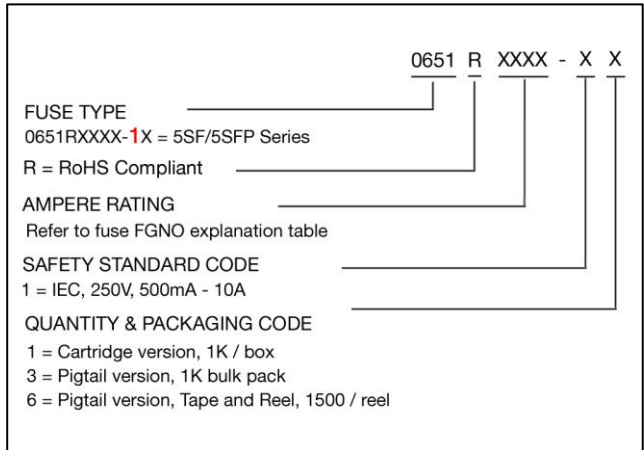 0651 R XXXX - X X
FUSE TYPE
0651RXXXX-1X = 5SF/5SFP Series
R = RoHS Compliant
AMPERE RATING
Refer to fuse FGNO explanation table
SAFETY STANDARD CODE
1 = IEC, 250V, 500mA - 10A
QUANTITY & PACKAGING CODE
1 = Cartridge version, 1K / box
3 = Pigtail version, 1K bulk pack
6 = Pigtail version, Tape and Reel, 1500 / reel